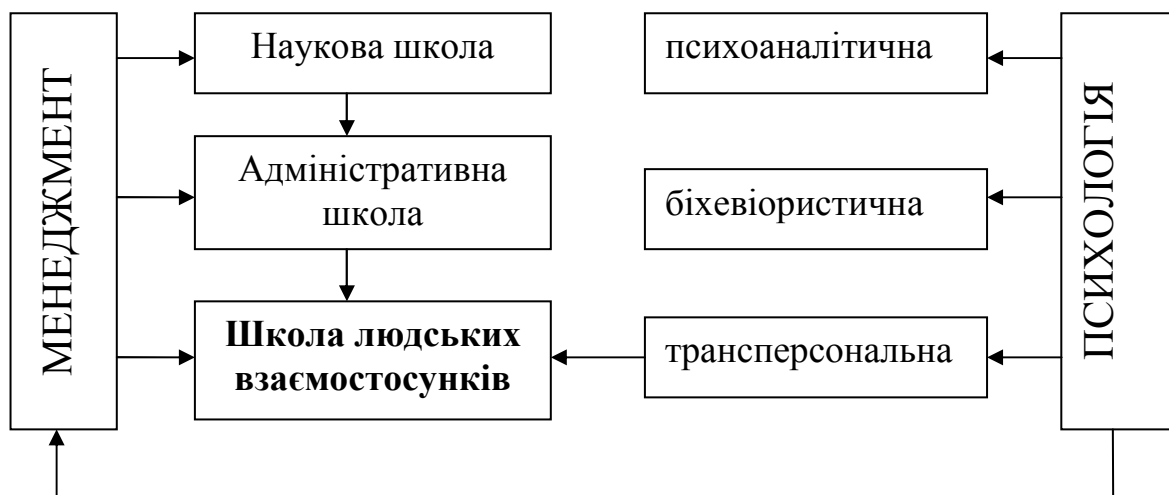 МЕНЕДЖМЕНТ
Наукова школа
Адміністративна
школа
Школа людських
взаємостосунків
психоаналітична
біхевіористична
трансперсональна
ПСИХОЛОГІЯ